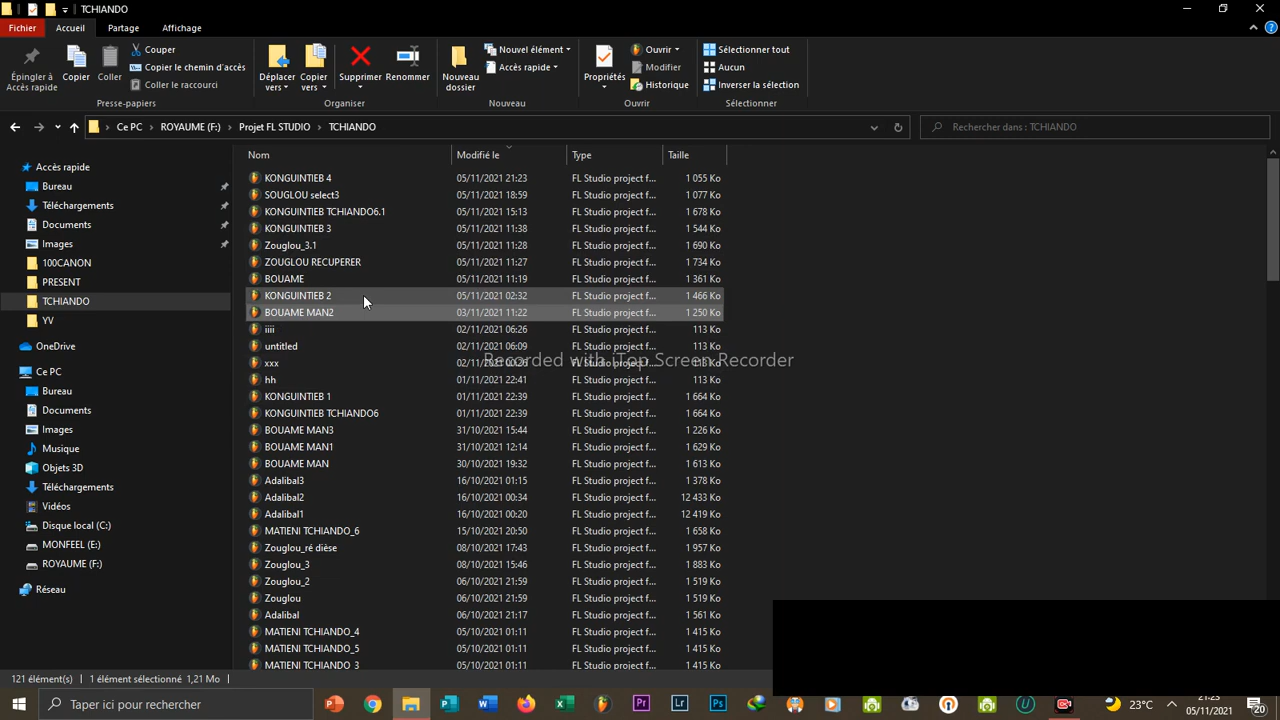 TCHIANDO
Fichier Accueil Partage Affichage
Épingler à Accès rapide
Copier
Coller
Couper
Copier le chemin d'accès
Coller le raccourci
Presse-papiers
Déplacer vers
Copier vers
Supprimer
Renommer
Organiser
Nouveau dossier
Nouvel élément
Accès rapide
Nouveau
Propriétés
Ouvrir
Modifier
Historique
Ouvrir
Sélectionner tout
Aucun
Inverser la sélection
Sélectionner
Ce PC > ROYAUME (F:) > Projet FL STUDIO > TCHIANDO
Rechercher dans : TCHIANDO
Accès rapide
Bureau
Téléchargements
Documents
Images
100CANON
PRESENT
TCHIANDO
YV
OneDrive
Ce PC
Bureau
Documents
Images
Musique
Objets 3D
Téléchargements
Vidéos
Disque local (C:)
MONFEEL (E:)
ROYAUME (F:)
Réseau
Nom Modifié le Type Taille
KONGUINTIEB 4 05/11/2021 21:23 FL Studio project f... 1 055 Ko
SOUGLOU select3 05/11/2021 18:59 FL Studio project f... 1 077 Ko
KONGUINTIEB TCHIANDO6.1 05/11/2021 15:13 FL Studio project f... 1 678 Ko
KONGUINTIEB 3 05/11/2021 11:38 FL Studio project f... 1 544 Ko
Zouglou_3.1 05/11/2021 11:28 FL Studio project f... 1 690 Ko
ZOUGLOU RECUPERER 05/11/2021 11:27 FL Studio project f... 1 734 Ko
BOUAME 05/11/2021 11:19 FL Studio project f... 1 361 Ko
KONGUINTIEB 2 05/11/2021 02:32 FL Studio project f... 1 466 Ko
BOUAME MAN2 03/11/2021 11:22 FL Studio project f... 1 250 Ko
iiii 02/11/2021 06:26 FL Studio project f... 113 Ko
untitled 02/11/2021 06:09 FL Studio project f... 113 Ko
xxx 02/11/2021 FL Studio project f...
Recorded with iTop Screen Recorder
hh 01/11/2021 22:41 FL Studio project f... 113 Ko
KONGUINTIEB 1 01/11/2021 22:39 FL Studio project f... 1 664 Ko
KONGUINTIEB TCHIANDO6 01/11/2021 22:39 FL Studio project f... 1 664 Ko
BOUAME MAN3 31/10/2021 15:44 FL Studio project f... 1 226 Ko
BOUAME MAN1 31/10/2021 12:14 FL Studio project f... 1 629 Ko
BOUAME MAN 30/10/2021 19:32 FL Studio project f... 1 613 Ko
Adalibal3 16/10/2021 01:15 FL Studio project f... 1 378 Ko
Adalibal2 16/10/2021 00:34 FL Studio project f... 12 433 Ko
Adalibal1 16/10/2021 00:20 FL Studio project f... 12 419 Ko
MATIENI TCHIANDO_6 15/10/2021 20:50 FL Studio project f... 1 658 Ko
Zouglou_ré dièse 08/10/2021 17:43 FL Studio project f... 1 957 Ko
Zouglou_3 08/10/2021 15:46 FL Studio project f... 1 883 Ko
Zouglou_2 06/10/2021 21:59 FL Studio project f... 1 519 Ko
Zouglou 06/10/2021 21:59 FL Studio project f... 1 519 Ko
Adalibal 06/10/2021 21:17 FL Studio project f... 1 561 Ko
MATIENI TCHIANDO_4 05/10/2021 01:11 FL Studio project f... 1 415 Ko
MATIENI TCHIANDO_5 05/10/2021 01:11 FL Studio project f... 1 415 Ko
MATIENI TCHIANDO_3 05/10/2021 01:11 FL Studio project f... 1 415 Ko
121 élément(s) 1 élément sélectionné 1,21 Mo
Taper ici pour rechercher
23°C
21:23
05/11/2021
20